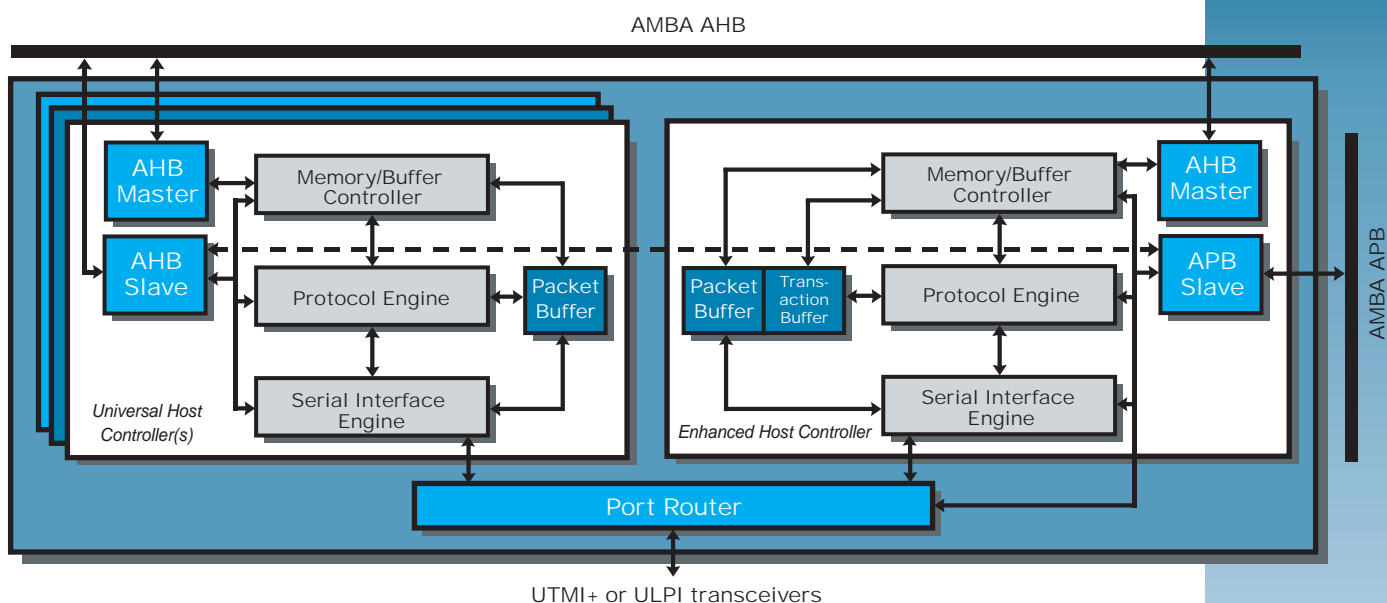 AMBA AHB
AHB
Master
Memory/Buffer
Controller
AHB
Slave
Protocol Engine
Packet
Buffer
Serial Interface
Engine
Universal Host
Controller(s)
Memory/Buffer
Controller
AHB
Master
Packet
Buffer
Trans-
action
Buffer
Protocol Engine
APB
Slave
Serial Interface
Engine
Enhanced Host Controller
AMBA APB
Port Router
UTMI+ or ULPI transceivers